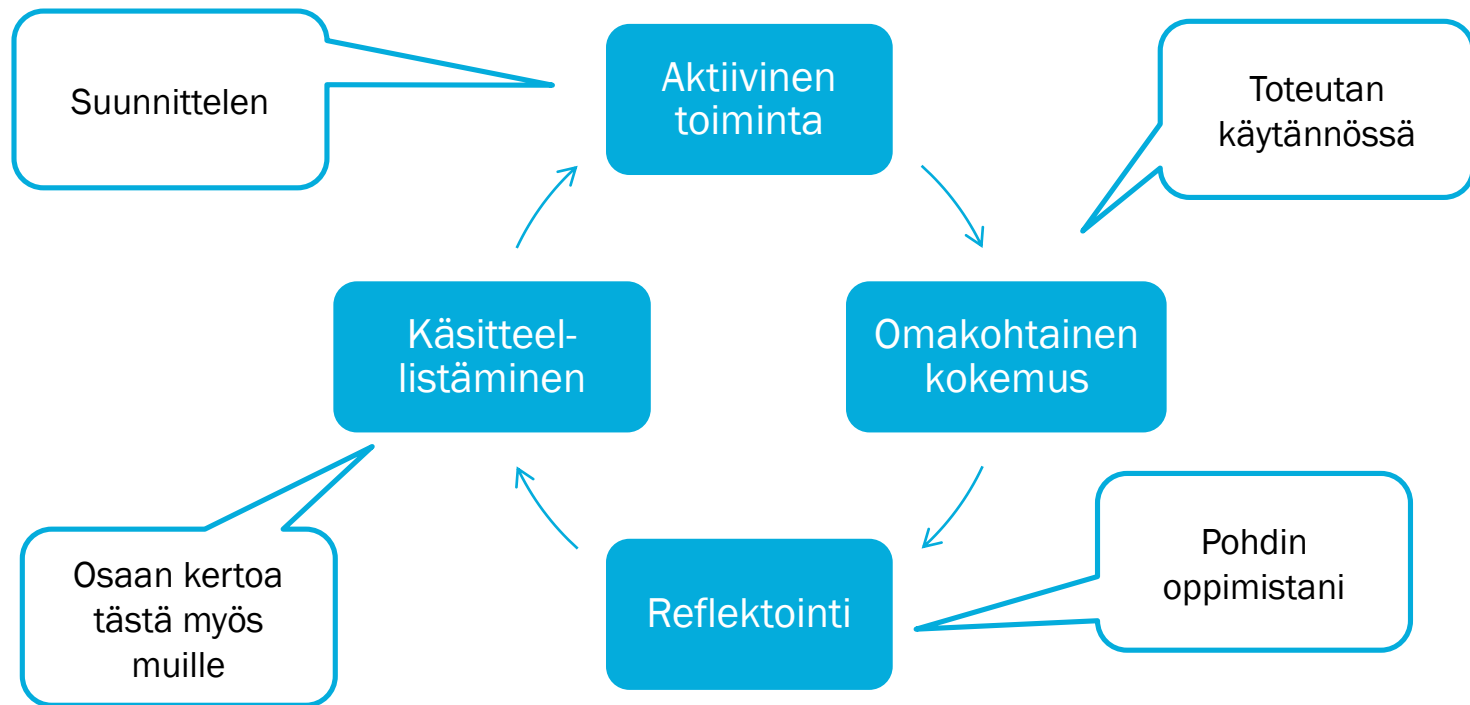 Suunnittelen
Aktiivinen
toiminta
Toteutan
käytännössä
Käsitteel-
listäminen
Omakohtainen
kokemus
Osaan kertoa
tästä myös
muille
Reflektointi
Pohdin
oppimistani